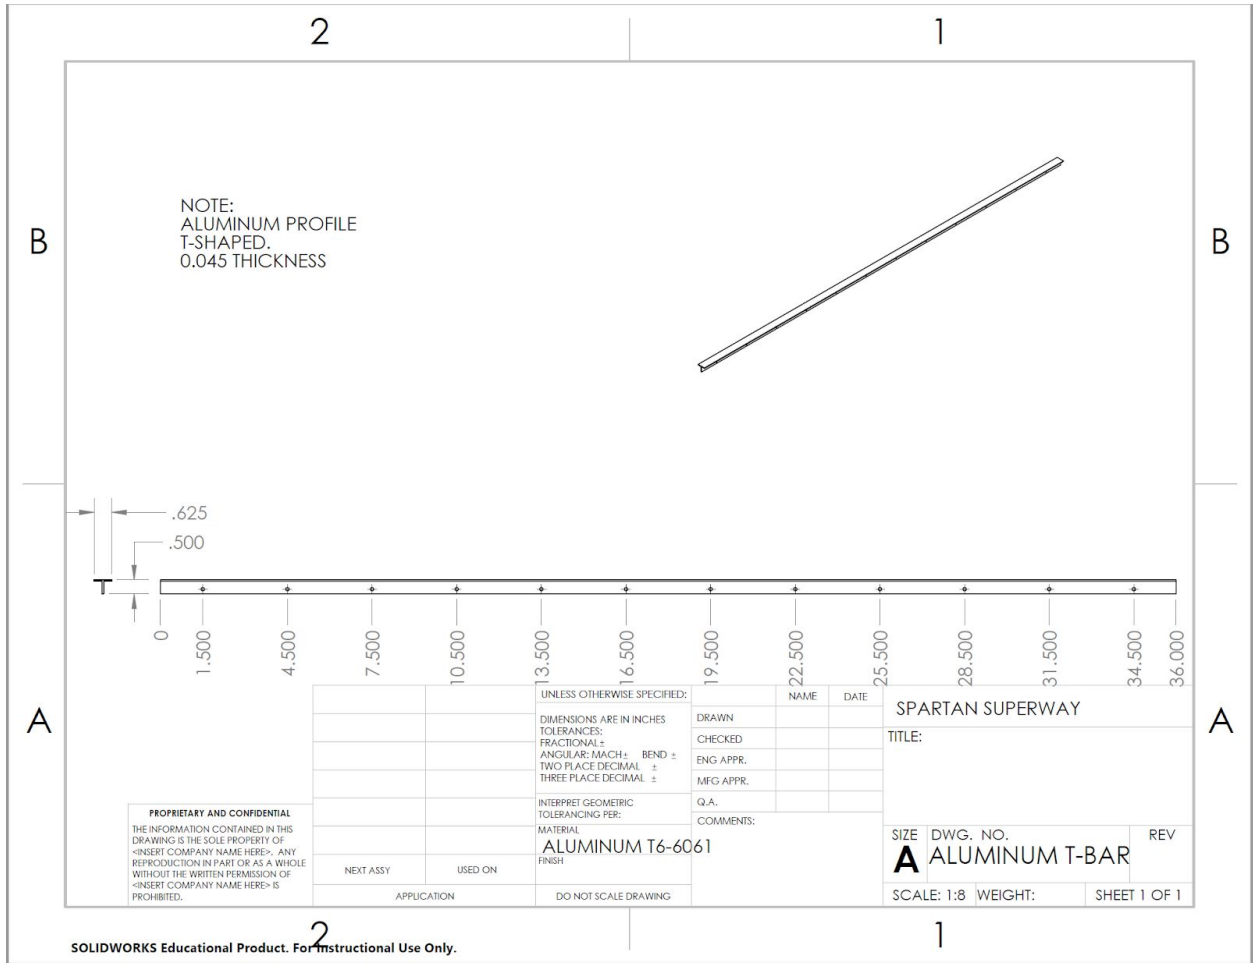 2 1
B B
NOTE:
ALUMINUM PROFILE
T-SHAPED.
0.045 THICKNESS
.625
.500
0 1.500 4.500 7.500 10.500 13.500 16.500 19.500 22.500 25.500 28.500 31.500 34.500 36.000
A A
PROPRIETARY AND CONFIDENTIAL
THE INFORMATION CONTAINED IN THIS
DRAWING IS THE SOLE PROPERTY OF
<INSERT COMPANY NAME HERE>. ANY
REPRODUCTION IN PART OR AS A WHOLE
WITHOUT THE WRITTEN PERMISSION OF
<INSERT COMPANY NAME HERE> IS
PROHIBITED.
NEXT ASSY USED ON
APPLICATION
UNLESS OTHERWISE SPECIFIED:
DIMENSIONS ARE IN INCHES
TOLERANCES:
FRACTIONAL±
ANGULAR: MACH± BEND ±
TWO PLACE DECIMAL ±
THREE PLACE DECIMAL ±
INTERPRET GEOMETRIC
TOLERANCING PER:
MATERIAL
ALUMINUM T6-6061
FINISH
DO NOT SCALE DRAWING
NAME DATE
DRAWN
CHECKED
ENG APPR.
MFG APPR.
Q.A.
COMMENTS:
SPARTAN SUPERWAY
TITLE:
SIZE DWG. NO. REV
A ALUMINUM T-BAR
SCALE: 1:8 WEIGHT: SHEET 1 OF 1
2 1
SOLIDWORKS Educational Product. For Instructional Use Only.